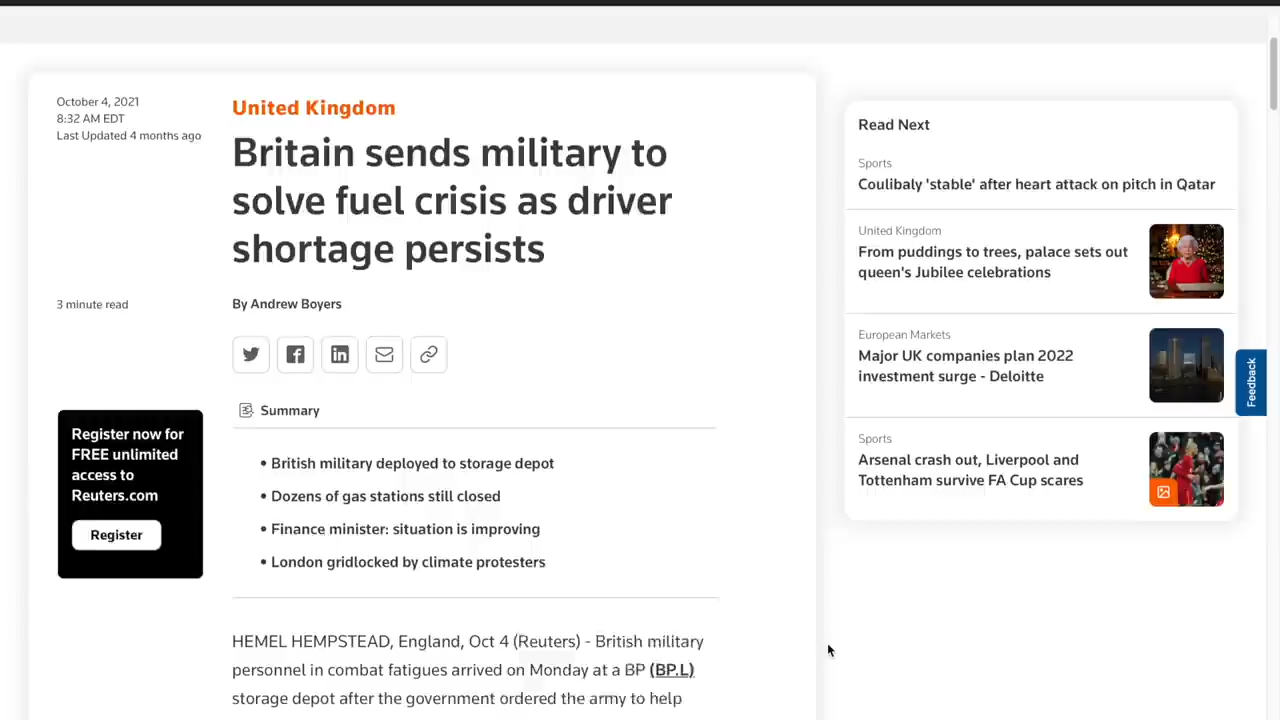 October 4, 2021
8:32 AM EDT
Last Updated 4 months ago
United Kingdom
Britain sends military to
solve fuel crisis as driver
shortage persists
3 minute read
By Andrew Boyers
Summary
• British military deployed to storage depot
• Dozens of gas stations still closed
• Finance minister: situation is improving
• London gridlocked by climate protesters
Register now for
FREE unlimited
access to
Reuters.com
Register
HEMEL HEMPSTEAD, England, Oct 4 (Reuters) - British military
personnel in combat fatigues arrived on Monday at a BP (BP.L)
storage depot after the government ordered the army to help
Read Next
Sports
Coulibaly 'stable' after heart attack on pitch in Qatar
United Kingdom
From puddings to trees, palace sets out
queen's Jubilee celebrations
European Markets
Major UK companies plan 2022
investment surge - Deloitte
Sports
Arsenal crash out, Liverpool and
Tottenham survive FA Cup scares
Feedback